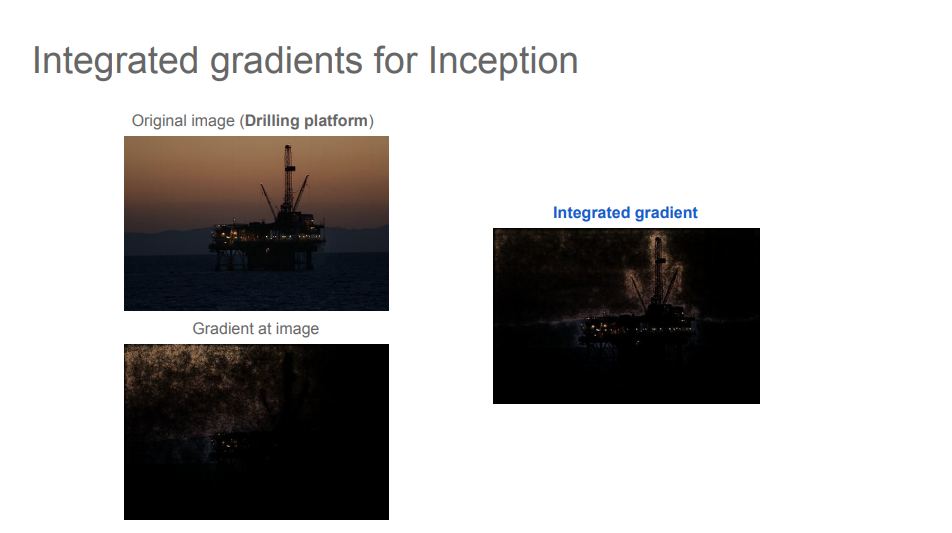 Integrated gradients for Inception
Original image (Drilling platform)
Integrated gradient
Gradient at image